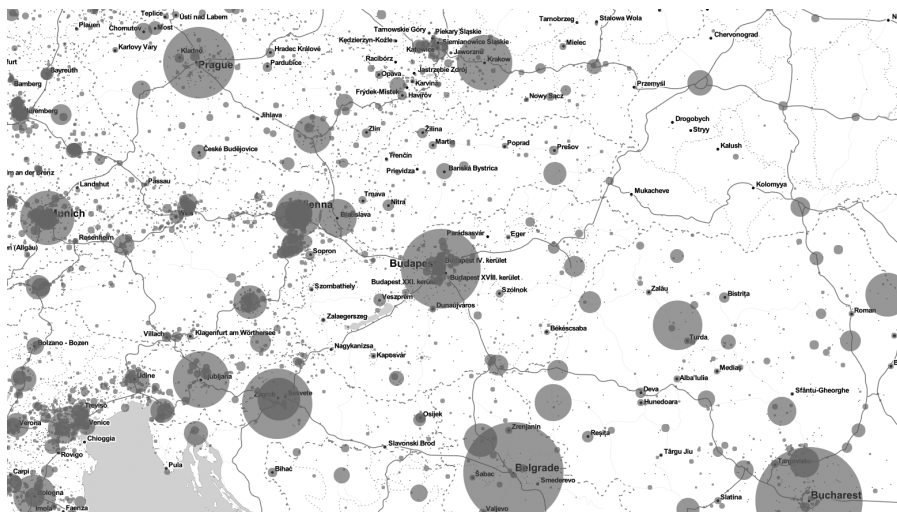 Teplice
Ústí nad Labem
Plauen
Chomutov
Most
Tarnowskie Góry
Piekary Śląskie
Tarnobrzeg
Stalowa Wola
Chervonograd
Karlovy Vary
Kladno
Hradec Králové
Kędzierzyn-Koźle
Siemianowice Śląskie
Mielec
Katowice
Jaworzno
Prague
Pardubice
Racibórz
Krakow
Bayreuth
Opava
Jastrzębie Zdrój
Bamberg
Karviná
Przemyśl
Frýdek-Místek
Havířov
Nowy Sącz
Nuremberg
Jihlava
Drogobych
Stryy
Zlín
Žilina
České Budějovice
Martin
Poprad
Prešov
Kalush
Trenčín
Prievidza
Banská Bystrica
Landshut
Passau
Mukacheve
Kolomyya
Trnava
Nitra
Munich
Vienna
Bratislava
Rosenheim
Eger
Sopron
Budapest
Budapest IV. kerület
Budapest XVIII. kerület
Budapest XXI. kerület
Szombathely
Veszprém
Szolnok
Zalău
Bistrița
Dunaújváros
Zalaegerszeg
Roman
Villach
Klagenfurt am Wörthersee
Békéscsaba
Turda
Bolzano - Bozen
Nagykanizsa
Kaposvár
Mediaş
Udine
Ljubljana
Alba Iulia
Deva
Hunedoara
Sfântu-Gheorghe
Zagreb
Sesvete
Treviso
Verona
Venice
Osijek
Zrenjanin
Reşiţa
Chioggia
Rovigo
Slavonski Brod
Târgu Jiu
Pula
Bihać
Carpi
Belgrade
Šabac
Smederevo
Bologna
Bucharest
Slatina
Imola
Faenza
Valjevo